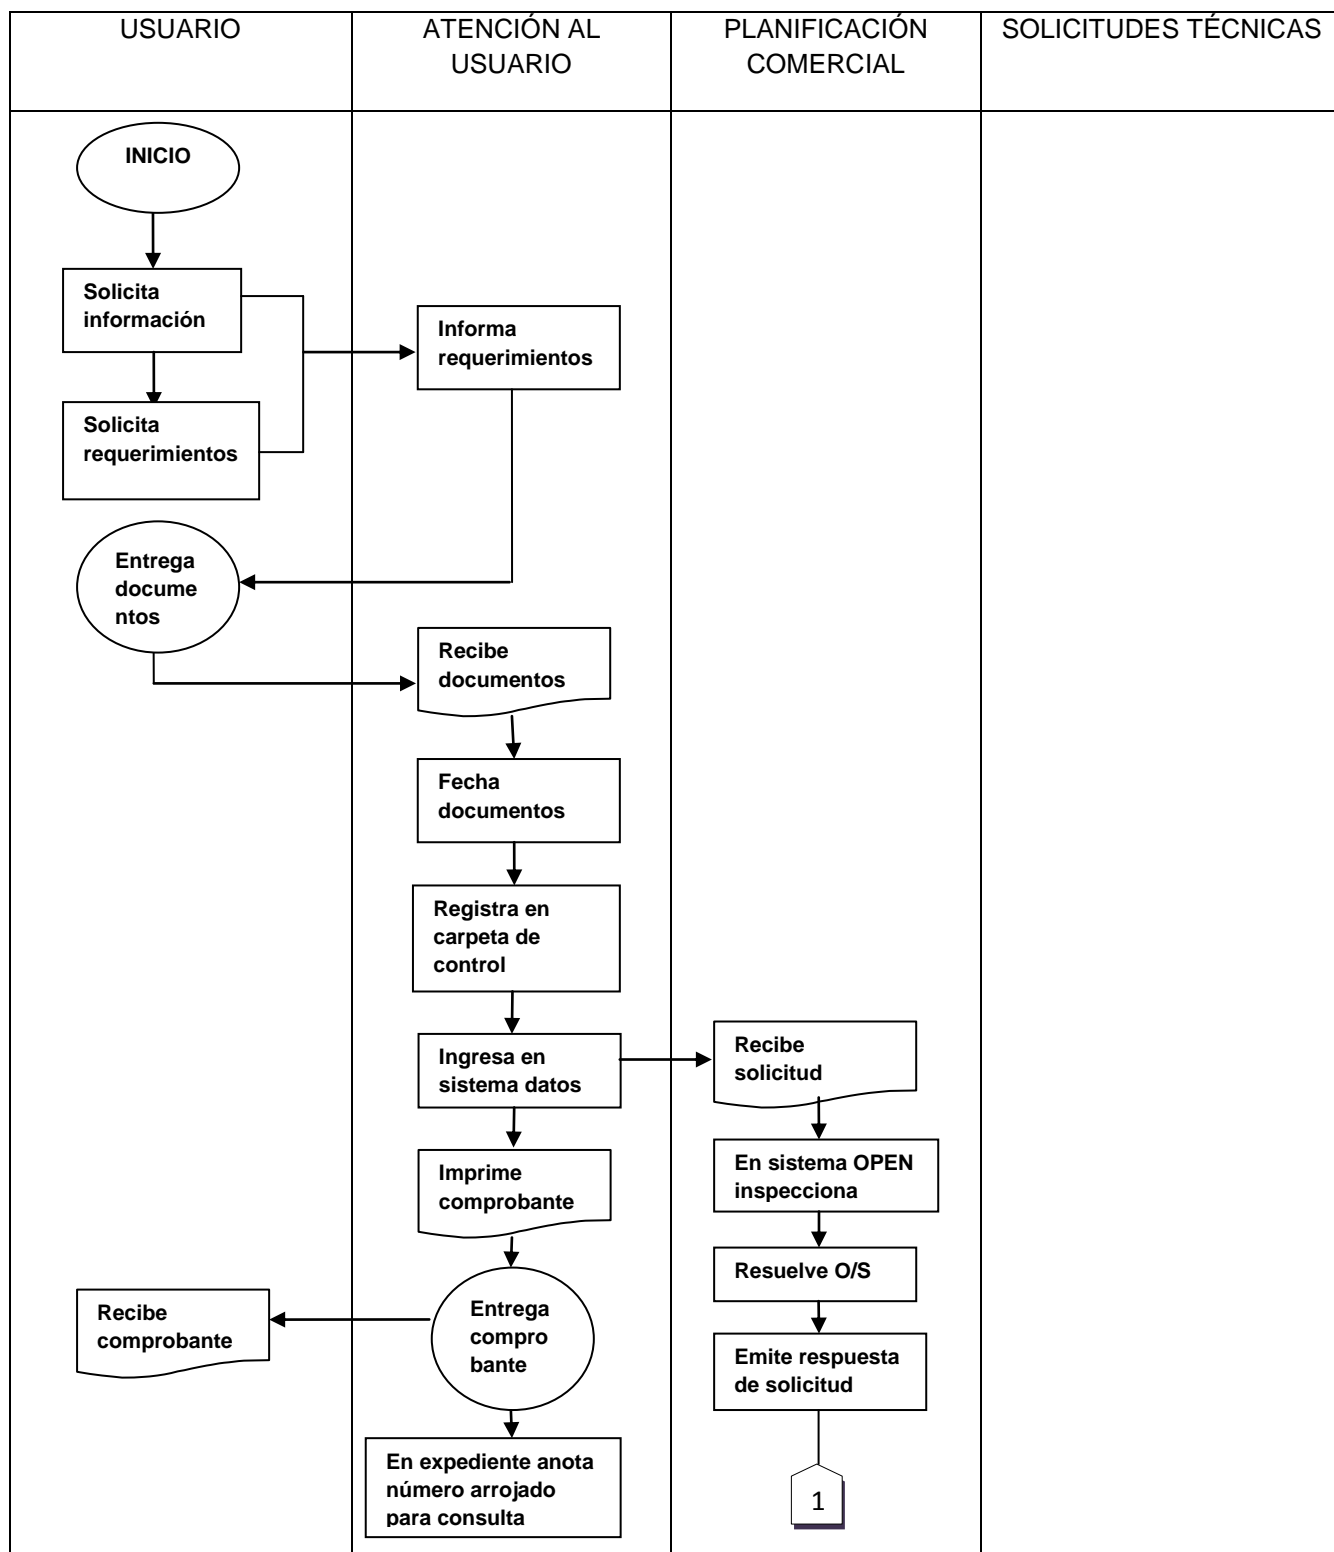 USUARIO
ATENCIÓN AL
USUARIO
PLANIFICACIÓN
COMERCIAL
SOLICITUDES TÉCNICAS
INICIO
Solicita
información
Informa
requerimientos
Solicita
requerimientos
Entrega
docume
ntos
Recibe
documentos
Fecha
documentos
Registra en
carpeta de
control
Ingresa en
sistema datos
Recibe
solicitud
Imprime
comprobante
En sistema OPEN
inspecciona
Resuelve O/S
Entrega
compro
bante
Recibe
comprobante
Emite respuesta
de solicitud
En expediente anota
número arrojado
para consulta
1